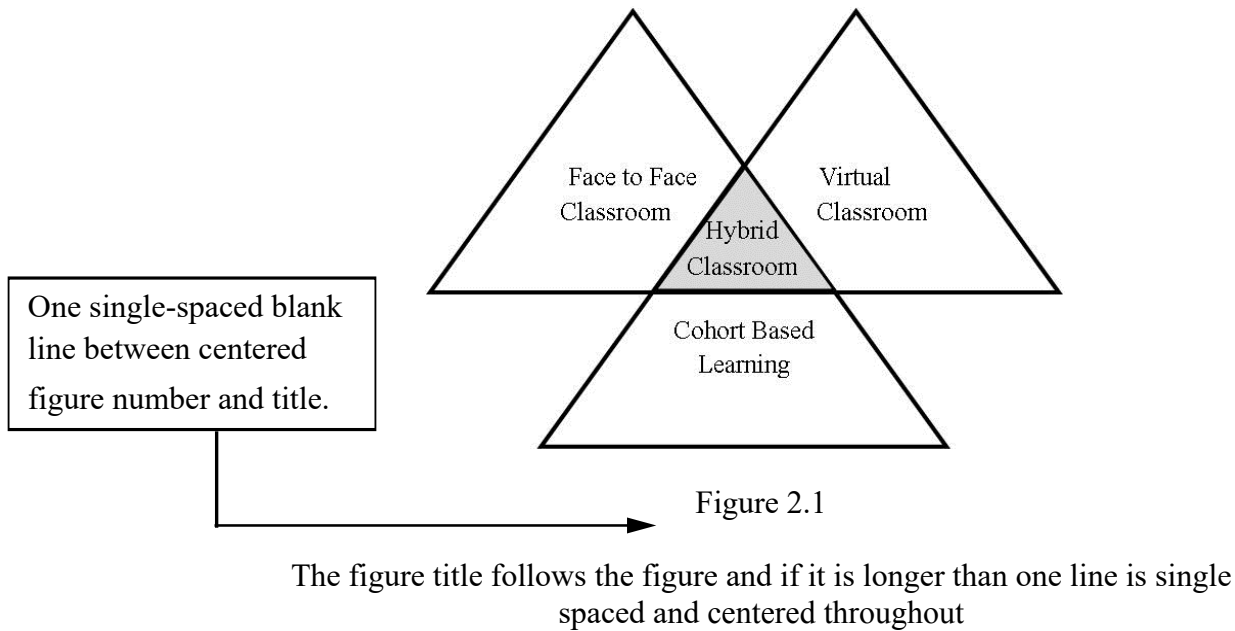 Face to Face
Classroom
Virtual
Classroom
Hybrid
Classroom
Cohort Based
Learning
One single-spaced blank
line between centered
figure number and title.
Figure 2.1
The figure title follows the figure and if it is longer than one line is single
spaced and centered throughout